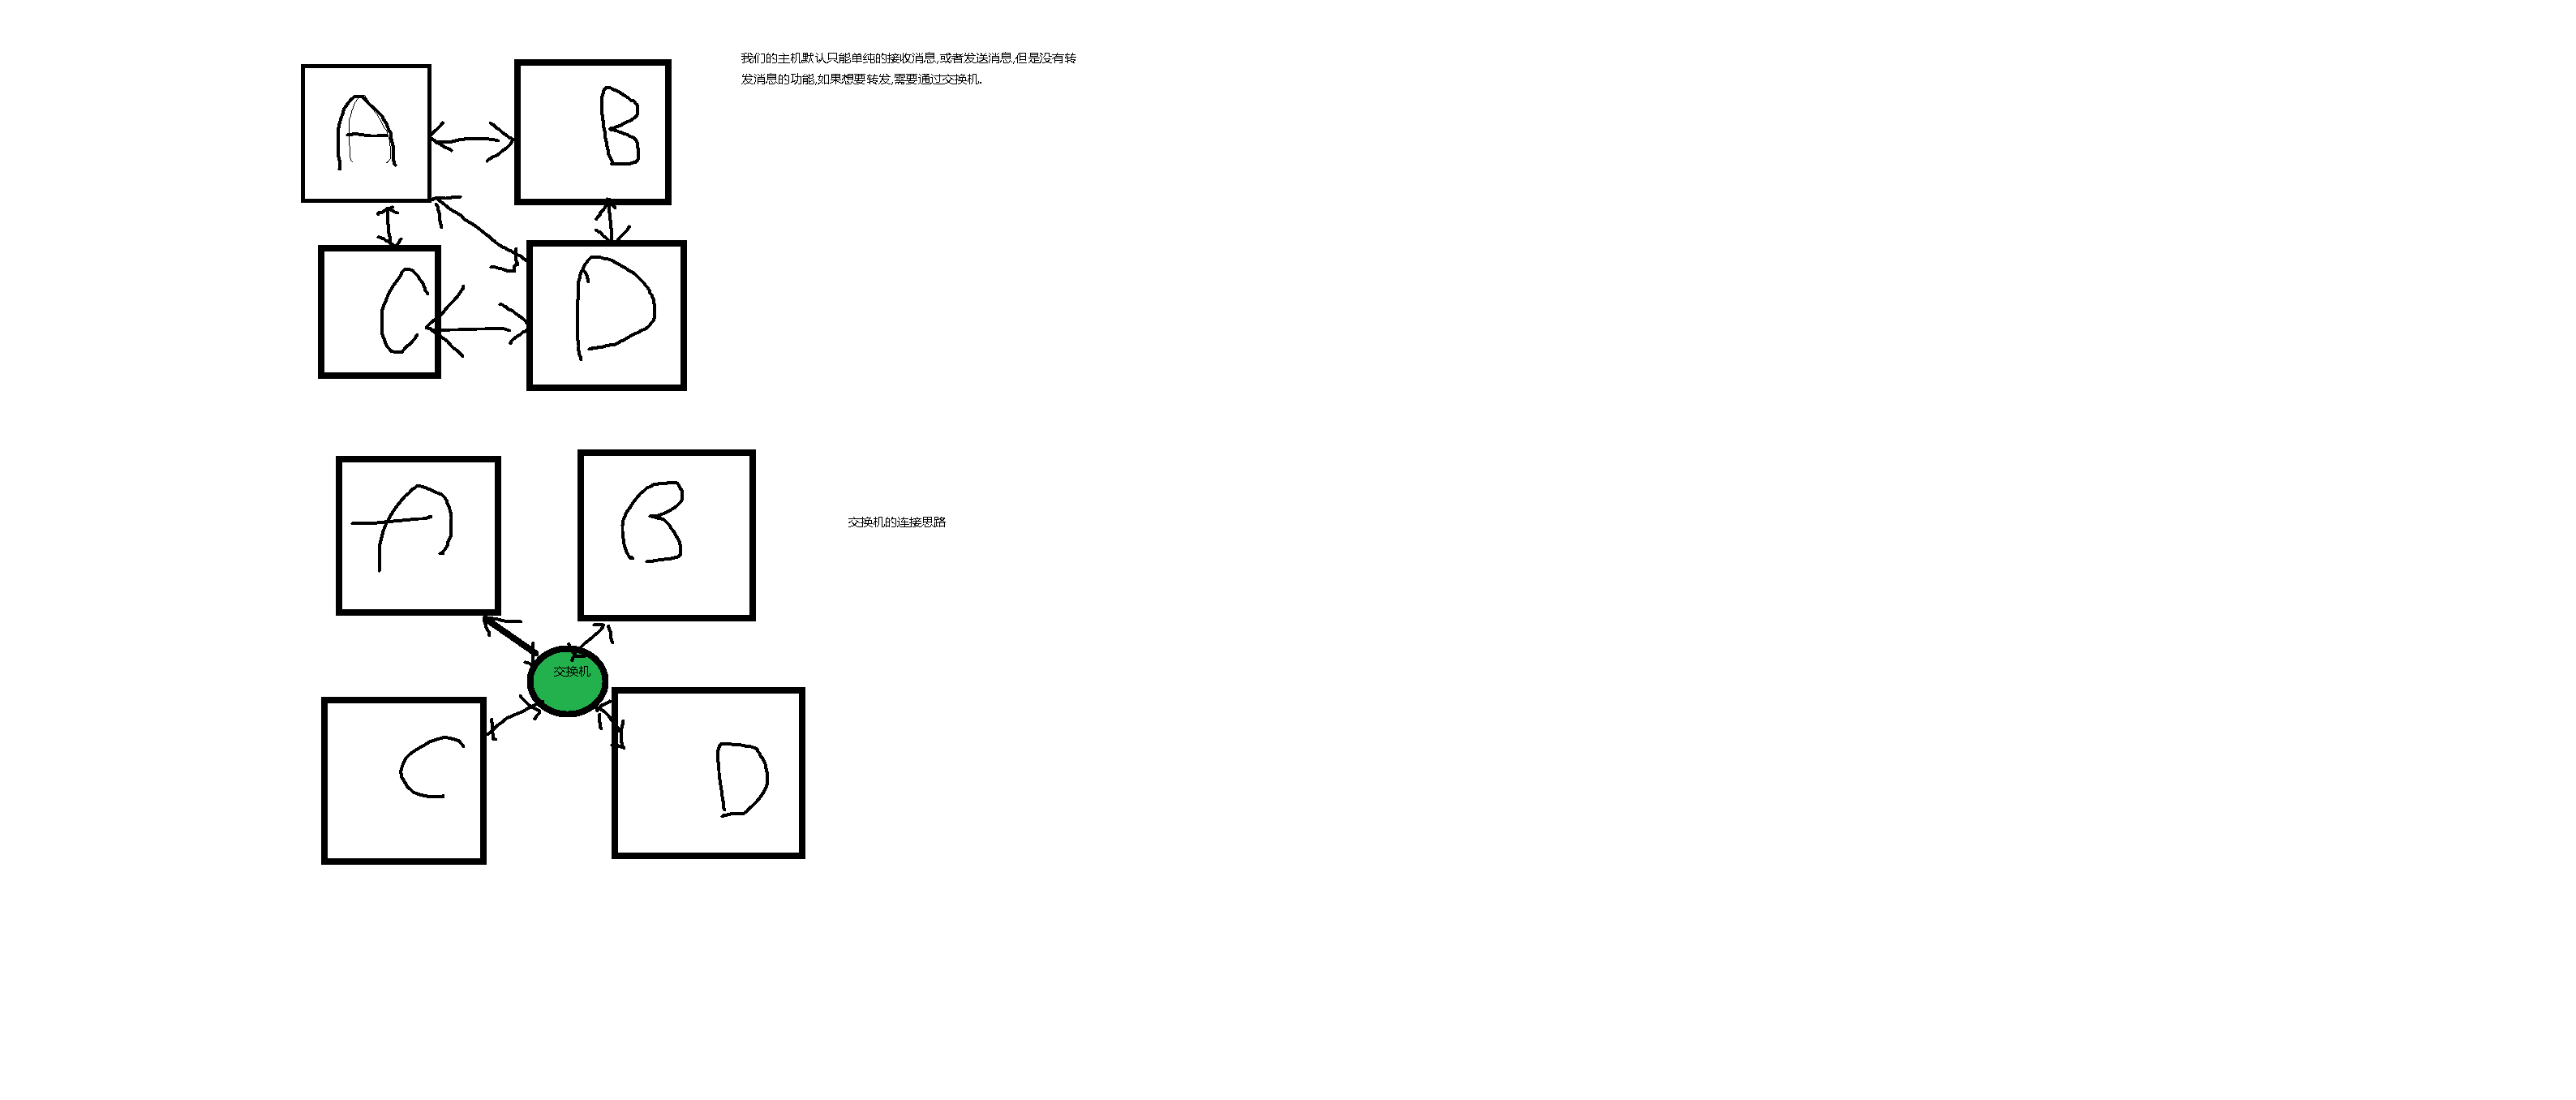 我们的主机默认只能单纯的接收消息,或者发送消息,但是没有转
发消息的功能,如果想要转发,需要通过交换机.
A
B
C
D
A
B
交换机的连接思路
交换机
C
D